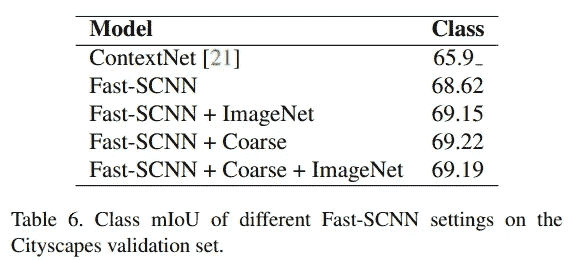 Model Class
ContextNet [21] 65.9_
Fast-SCNN 68.62
Fast-SCNN + ImageNet 69.15
Fast-SCNN + Coarse 69.22
Fast-SCNN + Coarse + ImageNet 69.19
Table 6. Class mIoU of different Fast-SCNN settings on the
Cityscapes validation set.